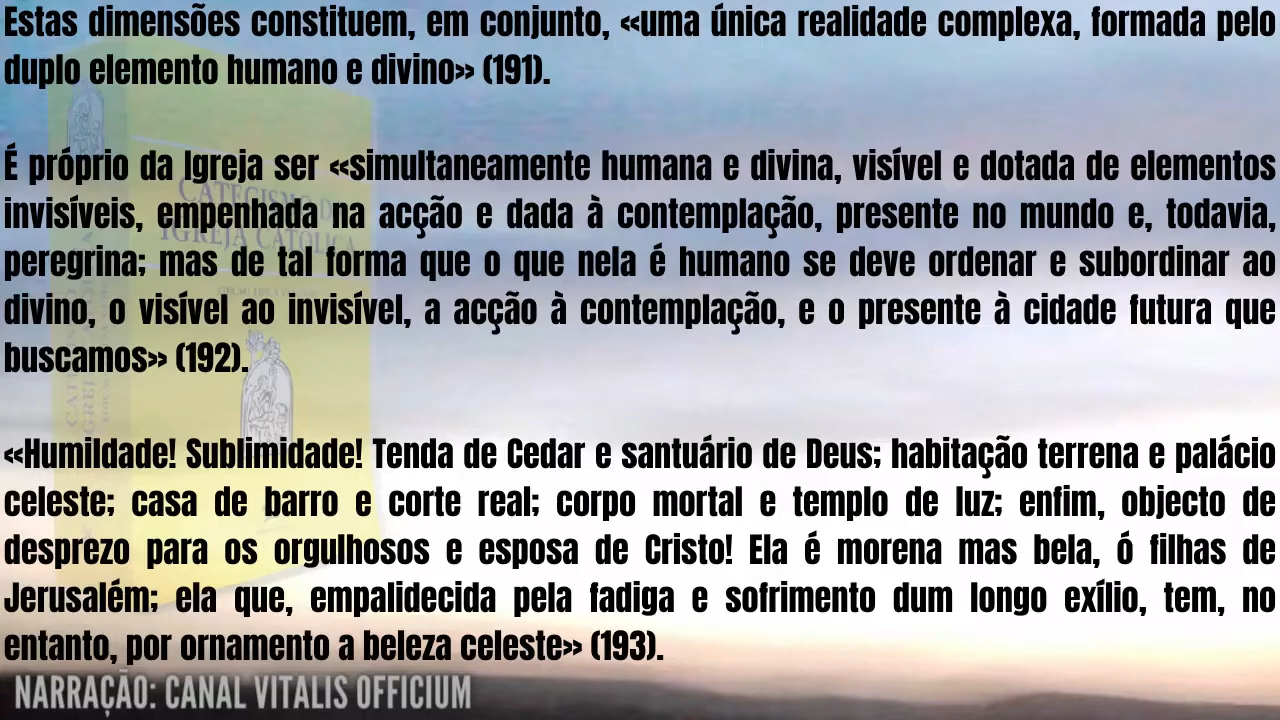 Estas dimensões constituem, em conjunto, «uma única realidade complexa, formada pelo
duplo elemento humano e divino» (191).
É próprio da Igreja ser «simultaneamente humana e divina, visível e dotada de elementos
invisíveis, empenhada na acção e dada à contemplação, presente no mundo e, todavia,
peregrina; mas de tal forma que o que nela é humano se deve ordenar e subordinar ao
divino, o visível ao invisível, a acção à contemplação, e o presente à cidade futura que
buscamos» (192).
«Humildade! Sublimidade! Tenda de Cedar e santuário de Deus; habitação terrena e palácio
celeste; casa de barro e corte real; corpo mortal e templo de luz; enfim, objecto de
desprezo para os orgulhosos e esposa de Cristo! Ela é morena mas bela, ó filhas de
Jerusalém; ela que, empalidecida pela fadiga e sofrimento dum longo exílio, tem, no
entanto, por ornamento a beleza celeste» (193).
NARRAÇÃO: CANAL VITALIS OFFICIUM
CATECISMO DA
IGREJA CATÓLICA